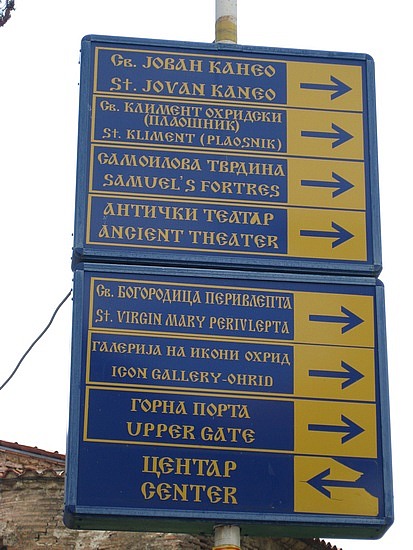 Св. ЈОВАН КАНЕО
St. JOVAN KANEO
Св. КЛИМЕНТ ОХРИДСКИ
(ПЛАОШНИК)
St. KLIMENT (PLAOSNIK)
САМОИЛОВА ТВРДИНА
SAMUEL'S FORTRES
АНТИЧКИ ТЕАТАР
ANCIENT THEATER
Св. БОГОРОДИЦА ПЕРИВЛЕПТА
St. VIRGIN MARY PERIVLEPTA
ГАЛЕРИЈА НА ИКОНИ ОХРИД
ICON GALLERY-OHRID
ГОРНА ПОРТА
UPPER GATE
ЦЕНТАР
CENTER